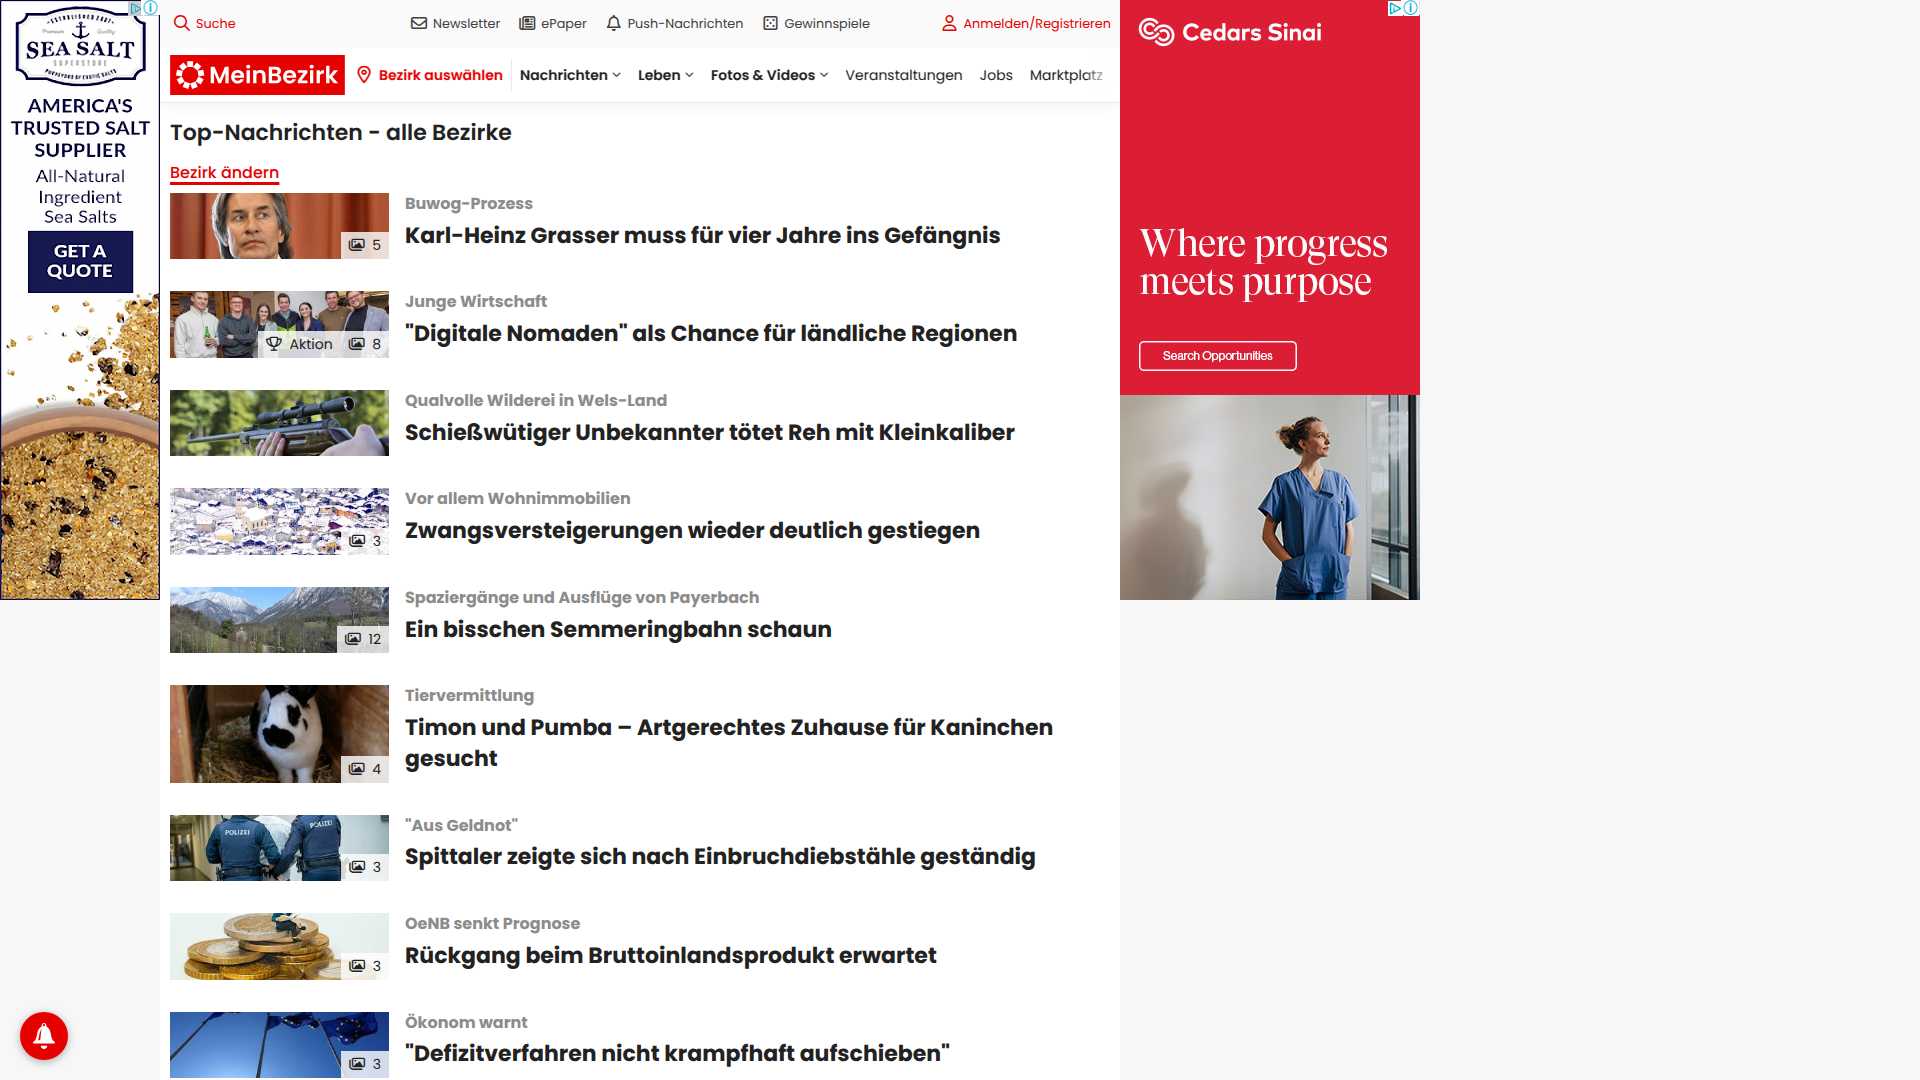 Suche
Newsletter
ePaper
Push-Nachrichten
Gewinnspiele
Anmelden/Registrieren
MeinBezirk
Bezirk auswählen
Nachrichten
Leben
Fotos & Videos
Veranstaltungen
Jobs
Marktplatz
SEA SALT
SUPERSTORE
AMERICA'S
TRUSTED SALT
SUPPLIER
All-Natural
Ingredient
Sea Salts
GET A
QUOTE
Top-Nachrichten - alle Bezirke
Bezirk ändern
5
Buwog-Prozess
Karl-Heinz Grasser muss für vier Jahre ins Gefängnis
Aktion
8
Junge Wirtschaft
"Digitale Nomaden" als Chance für ländliche Regionen
Qualvolle Wilderei in Wels-Land
Schießwütiger Unbekannter tötet Reh mit Kleinkaliber
3
Vor allem Wohnimmobilien
Zwangsversteigerungen wieder deutlich gestiegen
12
Spaziergänge und Ausflüge von Payerbach
Ein bisschen Semmeringbahn schaun
4
Tiervermittlung
Timon und Pumba – Artgerechtes Zuhause für Kaninchen
gesucht
POLIZEI
POLIZEI
3
"Aus Geldnot"
Spittaler zeigte sich nach Einbruchdiebstähle geständig
3
OeNB senkt Prognose
Rückgang beim Bruttoinlandsprodukt erwartet
3
Ökonom warnt
"Defizitverfahren nicht krampfhaft aufschieben"
Cedars Sinai
Where progress
meets purpose
Search Opportunities